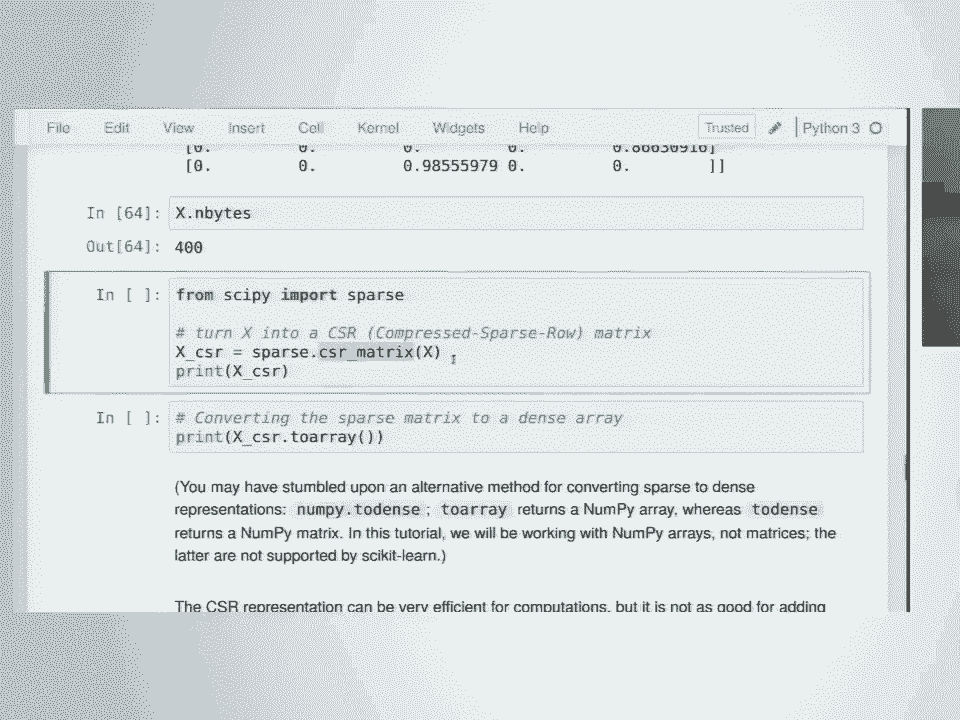 File Edit View Insert Cell Kernel Widgets Help Trusted Python 3
[0. 0. 0. 0. 0.86630916]
[0. 0. 0.98555979 0. 0. ]]
In [64]: X.nbytes
Out[64]: 400
In [ ]: from scipy import sparse
# turn X into a CSR (Compressed-Sparse-Row) matrix
X_csr = sparse.csr_matrix(X)
print(X_csr)
In [ ]: # Converting the sparse matrix to a dense array
print(X_csr.toarray())
(You may have stumbled upon an alternative method for converting sparse to dense
representations: numpy.todense ; toarray returns a NumPy array, whereas todense
returns a NumPy matrix. In this tutorial, we will be working with NumPy arrays, not matrices; the
latter are not supported by scikit-learn.)
The CSR representation can be very efficient for computations, but it is not as good for adding